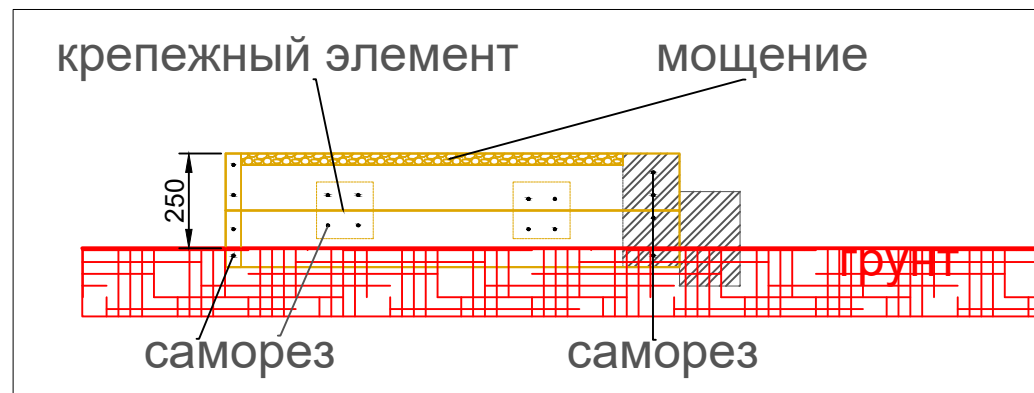 крепежный элемент
мощение
250
грунт
саморез
саморез